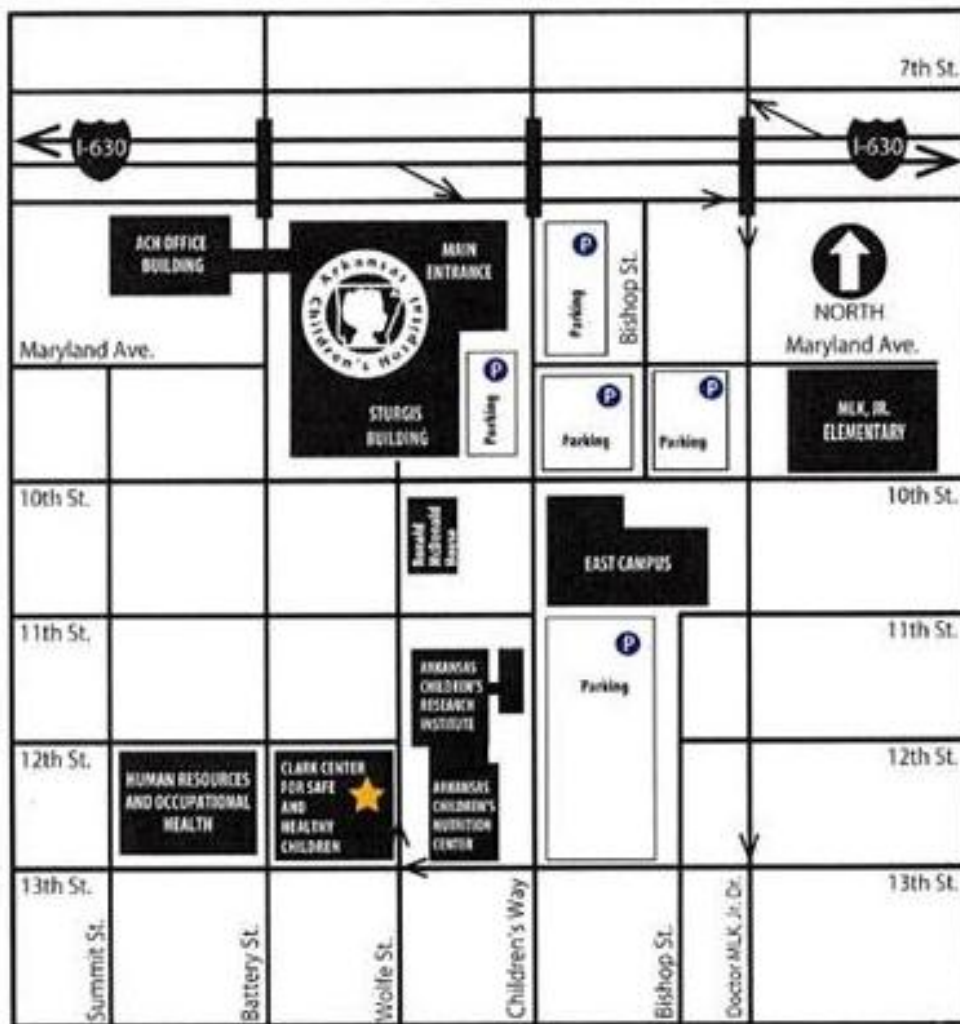 7th St.
I-630
I-630
ACH OFFICE
BUILDING
MAIN
ENTRANCE
Arkansas Children's Hospital
P
Parking
Bishop St.
NORTH
Maryland Ave.
Maryland Ave.
P
Parking
STURGIS
BUILDING
P
Parking
P
Parking
MLK, JR.
ELEMENTARY
10th St.
10th St.
Ronald
McDonald
House
EAST CAMPUS
11th St.
11th St.
P
Parking
ARKANSAS
CHILDREN'S
RESEARCH
INSTITUTE
12th St.
12th St.
HUMAN RESOURCES
AND OCCUPATIONAL
HEALTH
CLARK CENTER
FOR SAFE
AND
HEALTHY
CHILDREN
ARKANSAS
CHILDREN'S
NUTRITION
CENTER
13th St.
13th St.
Summit St.
Battery St.
Wolfe St.
Children's Way
Bishop St.
Doctor MLK, Jr. Dr.